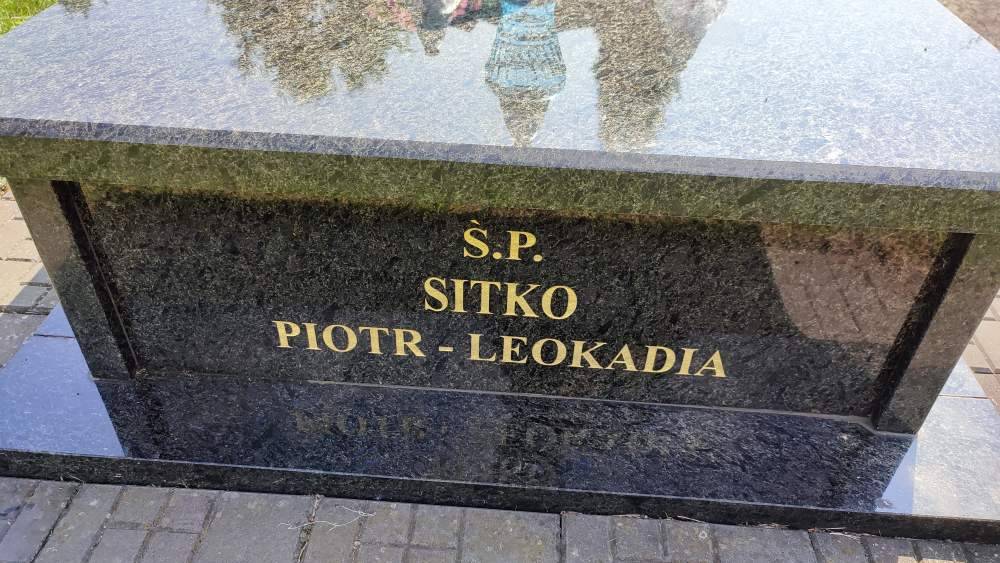 Ś.P.
SITKO
PIOTR - LEOKADIA